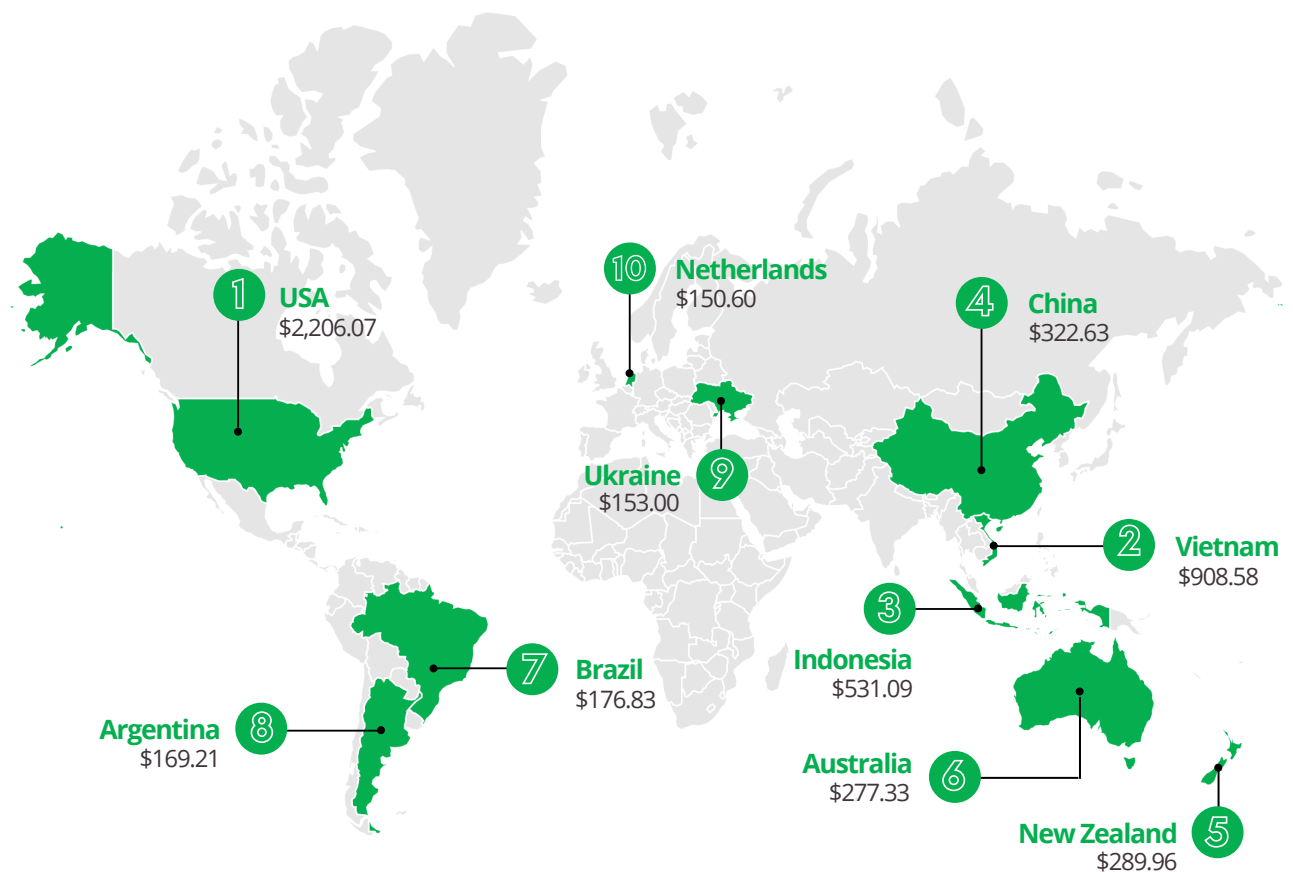 1
USA
$2,206.07
10
Netherlands
$150.60
4
China
$322.63
Ukraine
$153.00
9
2
Vietnam
$908.58
3
Indonesia
$531.09
7
Brazil
$176.83
Argentina
$169.21
8
Australia
$277.33
6
New Zealand
$289.96
5